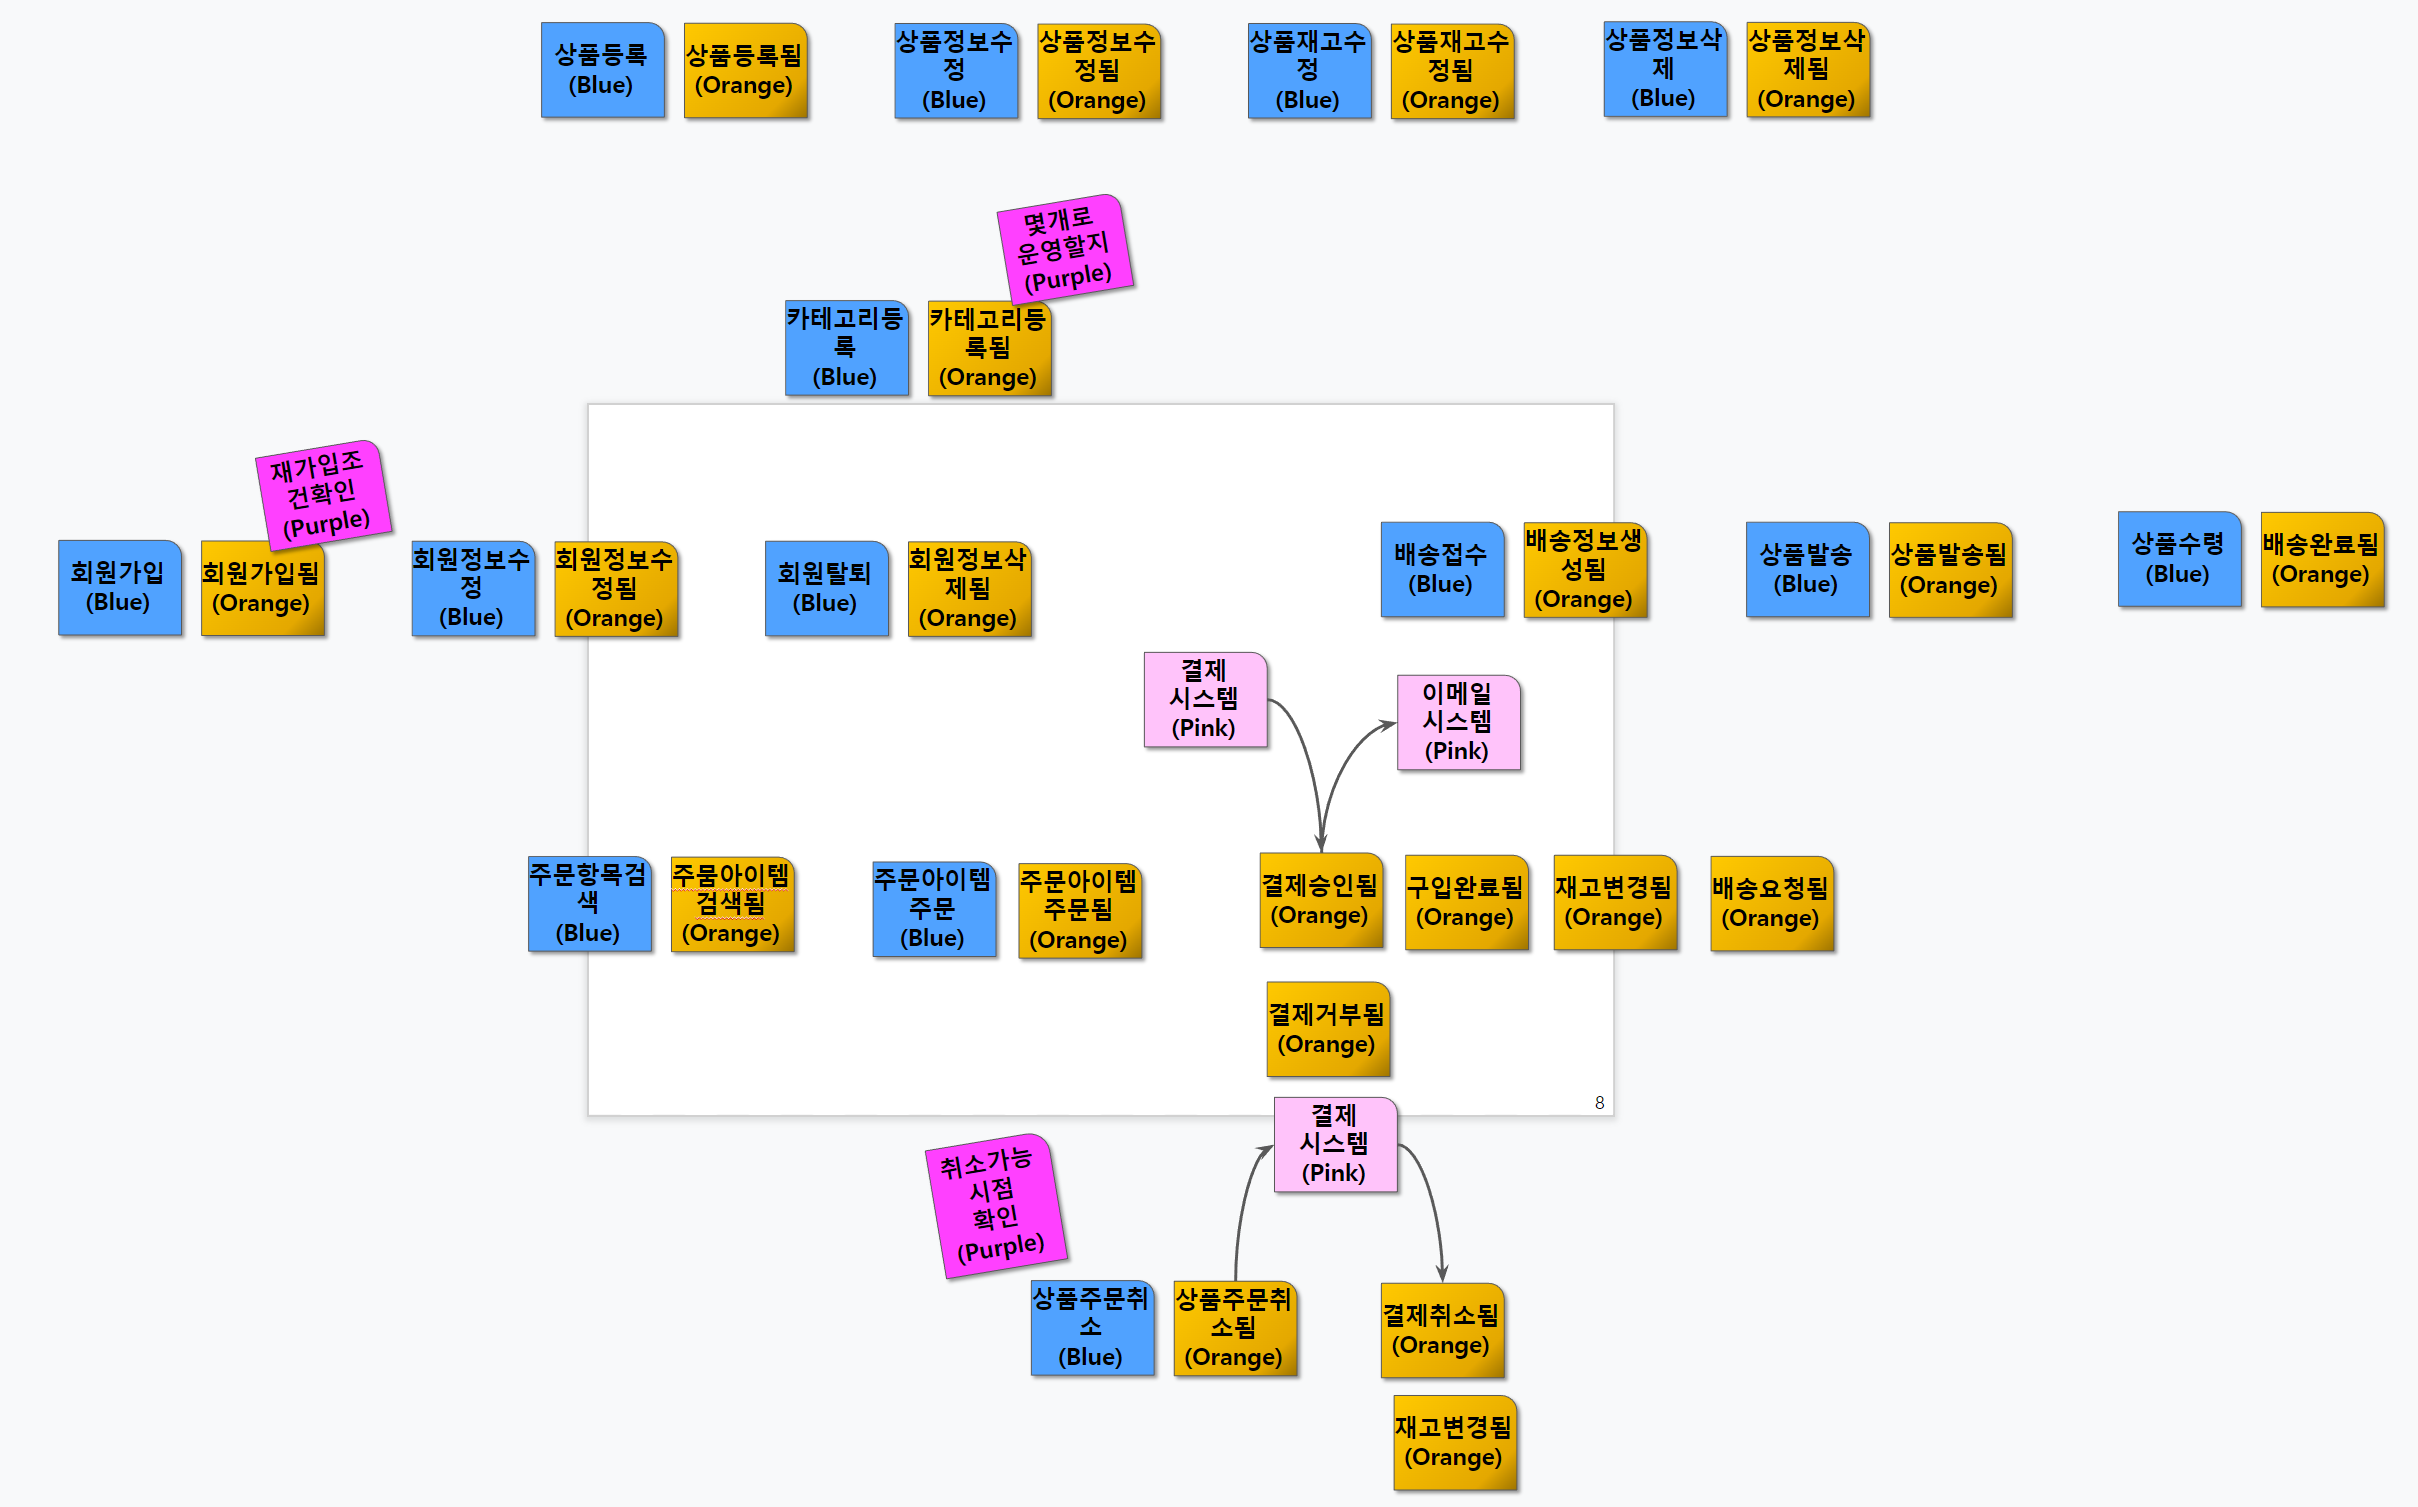 상품등록
(Blue)
상품등록됨
(Orange)
상품정보수
정
(Blue)
상품정보수
정됨
(Orange)
상품재고수
정
(Blue)
상품재고수
정됨
(Orange)
상품정보삭
제
(Blue)
상품정보삭
제됨
(Orange)
몇개로
운영할지
(Purple)
카테고리등
록
(Blue)
카테고리등
록됨
(Orange)
재가입조
건확인
(Purple)
회원가입
(Blue)
회원가입됨
(Orange)
회원정보수
정
(Blue)
회원정보수
정됨
(Orange)
회원탈퇴
(Blue)
회원정보삭
제됨
(Orange)
배송접수
(Blue)
배송정보생
성됨
(Orange)
상품발송
(Blue)
상품발송됨
(Orange)
상품수령
(Blue)
배송완료됨
(Orange)
결제
시스템
(Pink)
이메일
시스템
(Pink)
주문항목검
색
(Blue)
주뭄아이템
검색됨
(Orange)
주문아이템
주문
(Blue)
주문아이템
주문됨
(Orange)
결제승인됨
(Orange)
구입완료됨
(Orange)
재고변경됨
(Orange)
배송요청됨
(Orange)
결제거부됨
(Orange)
8
결제
시스템
(Pink)
취소가능
시점
확인
(Purple)
상품주문취
소
(Blue)
상품주문취
소됨
(Orange)
결제취소됨
(Orange)
재고변경됨
(Orange)